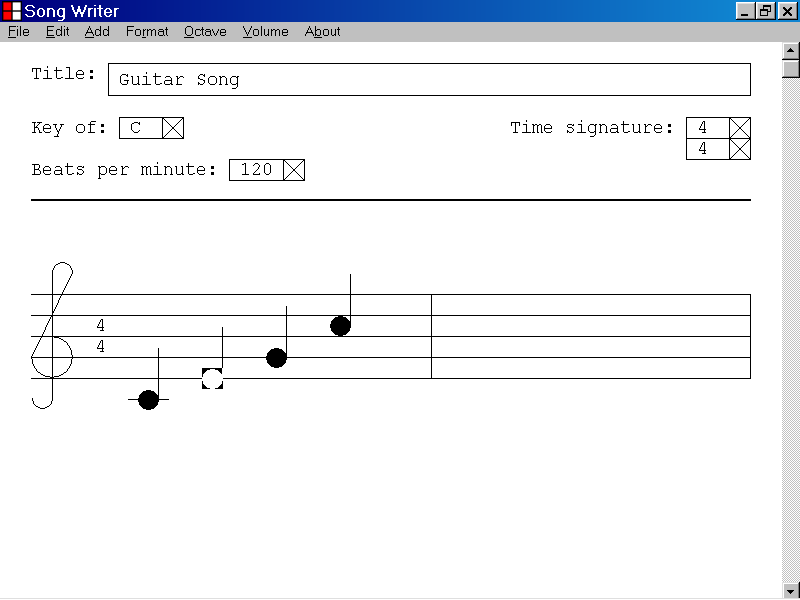 Song Writer
File Edit Add Format Octave Volume About
Title: Guitar Song
Key of: C
Time signature: 4
4
Beats per minute: 120
4
4